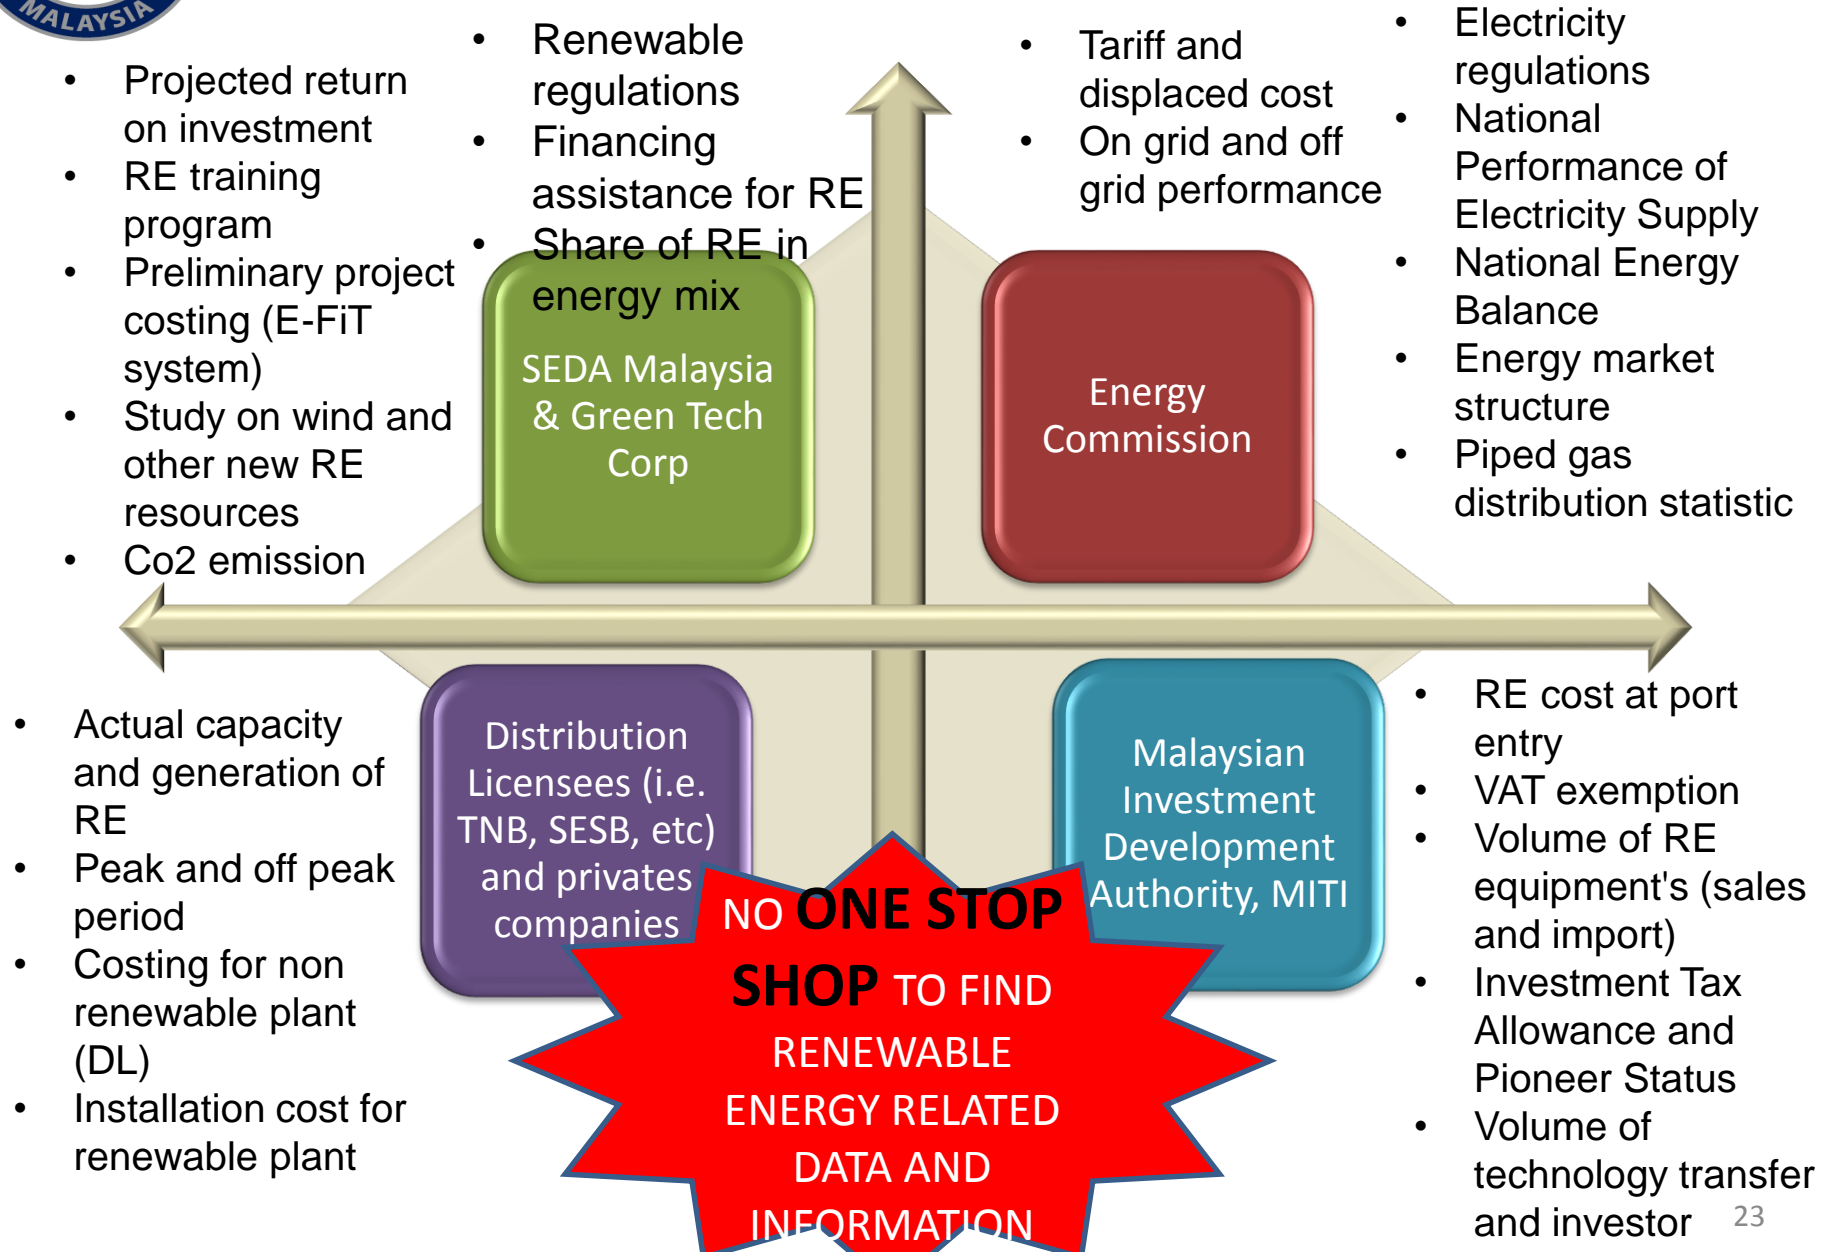 MALAYSIA
• Projected return
on investment
• RE training
program
• Preliminary project
costing (E-FiT
system)
• Study on wind and
other new RE
resources
• Co2 emission
• Renewable
regulations
• Financing
assistance for RE
• Share of RE in
energy mix
• Tariff and
displaced cost
• On grid and off
grid performance
• Electricity
regulations
• National
Performance of
Electricity Supply
• National Energy
Balance
• Energy market
structure
• Piped gas
distribution statistic
SEDA Malaysia
& Green Tech
Corp
Energy
Commission
• Actual capacity
and generation of
RE
• Peak and off peak
period
• Costing for non
renewable plant
(DL)
• Installation cost for
renewable plant
Distribution
Licensees (i.e.
TNB, SESB, etc)
and privates
companies
Malaysian
Investment
Development
Authority, MITI
NO ONE STOP
SHOP TO FIND
RENEWABLE
ENERGY RELATED
DATA AND
INFORMATION
• RE cost at port
entry
• VAT exemption
• Volume of RE
equipment's (sales
and import)
• Investment Tax
Allowance and
Pioneer Status
• Volume of
technology transfer
and investor
23